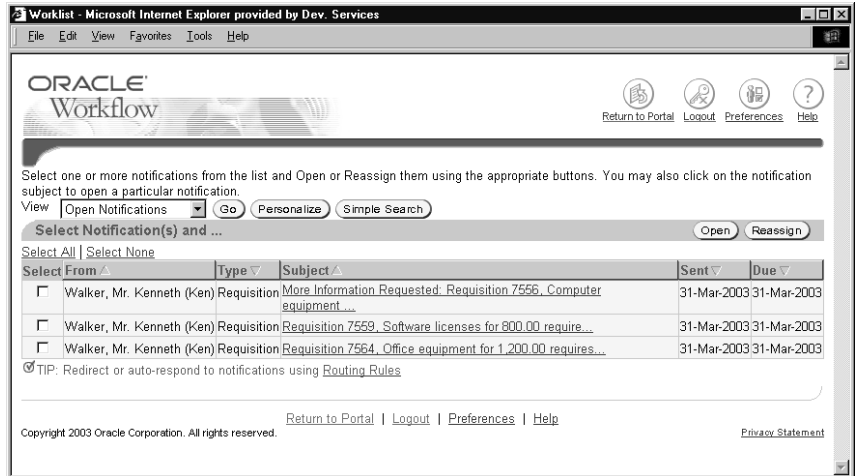 Worklist - Microsoft Internet Explorer provided by Dev. Services
File Edit View Favorites Tools Help
ORACLE
Workflow
Return to Portal Logout Preferences Help
Select one or more notifications from the list and Open or Reassign them using the appropriate buttons. You may also click on the notification
subject to open a particular notification.
View Open Notifications Go Personalize Simple Search
Select Notification(s) and ... Open Reassign
Select All | Select None
Select From Type Subject Sent Due
Walker, Mr. Kenneth (Ken) Requisition More Information Requested: Requisition 7556, Computer
equipment ... 31-Mar-2003 31-Mar-2003
Walker, Mr. Kenneth (Ken) Requisition Requisition 7559, Software licenses for 800.00 require... 31-Mar-2003 31-Mar-2003
Walker, Mr. Kenneth (Ken) Requisition Requisition 7564, Office equipment for 1,200.00 requires... 31-Mar-2003 31-Mar-2003
TIP: Redirect or auto-respond to notifications using Routing Rules
Return to Portal | Logout | Preferences | Help
Copyright 2003 Oracle Corporation. All rights reserved. Privacy Statement